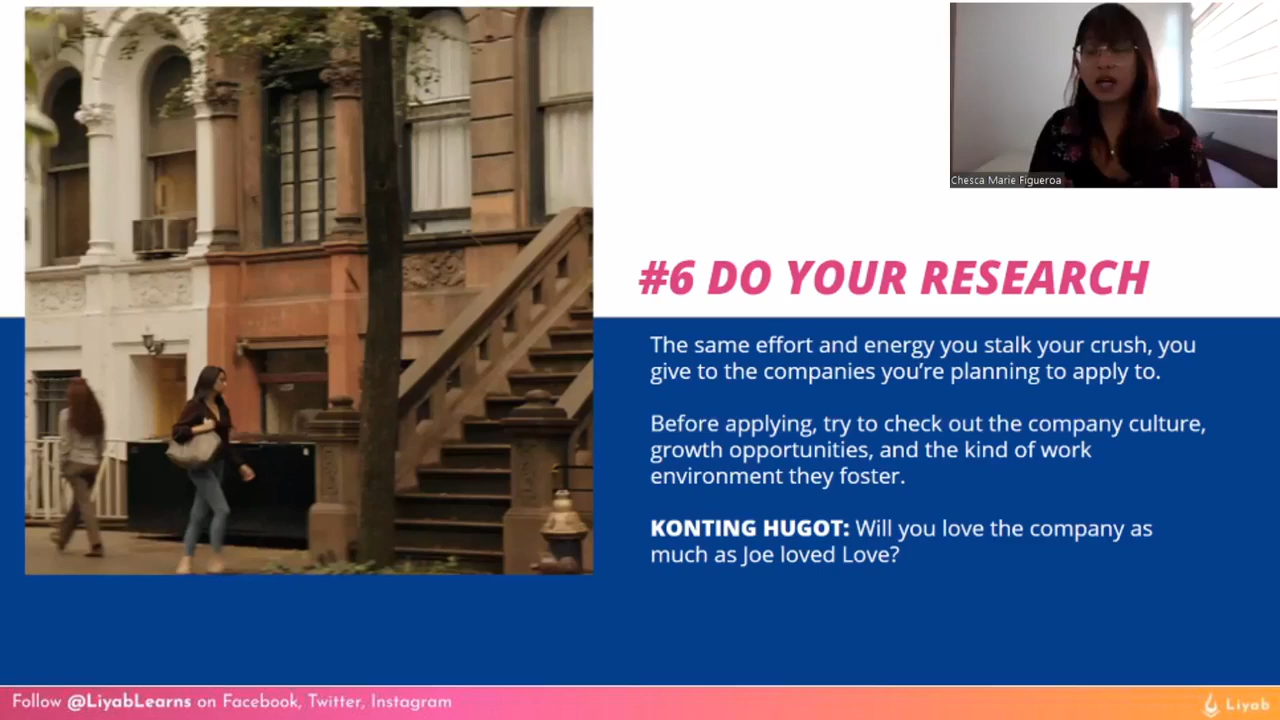 Chesca Marie Figueroa
#6 DO YOUR RESEARCH
The same effort and energy you stalk your crush, you
give to the companies you’re planning to apply to.
Before applying, try to check out the company culture,
growth opportunities, and the kind of work
environment they foster.
KONTING HUGOT: Will you love the company as
much as Joe loved Love?
Follow @LiyabLearns on Facebook, Twitter, Instagram
Liyab